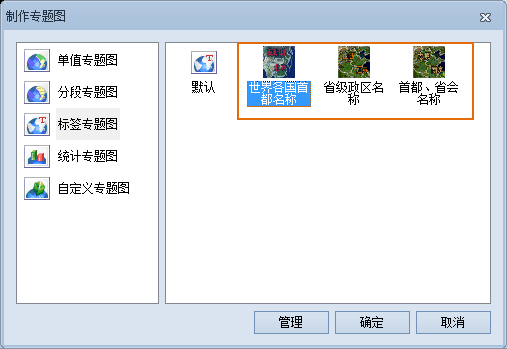 制作专题图
单值专题图
分段专题图
标签专题图
统计专题图
自定义专题图
默认
世界各国首
都名称
省级政区名
称
首都、省会
名称
管理
确定
取消